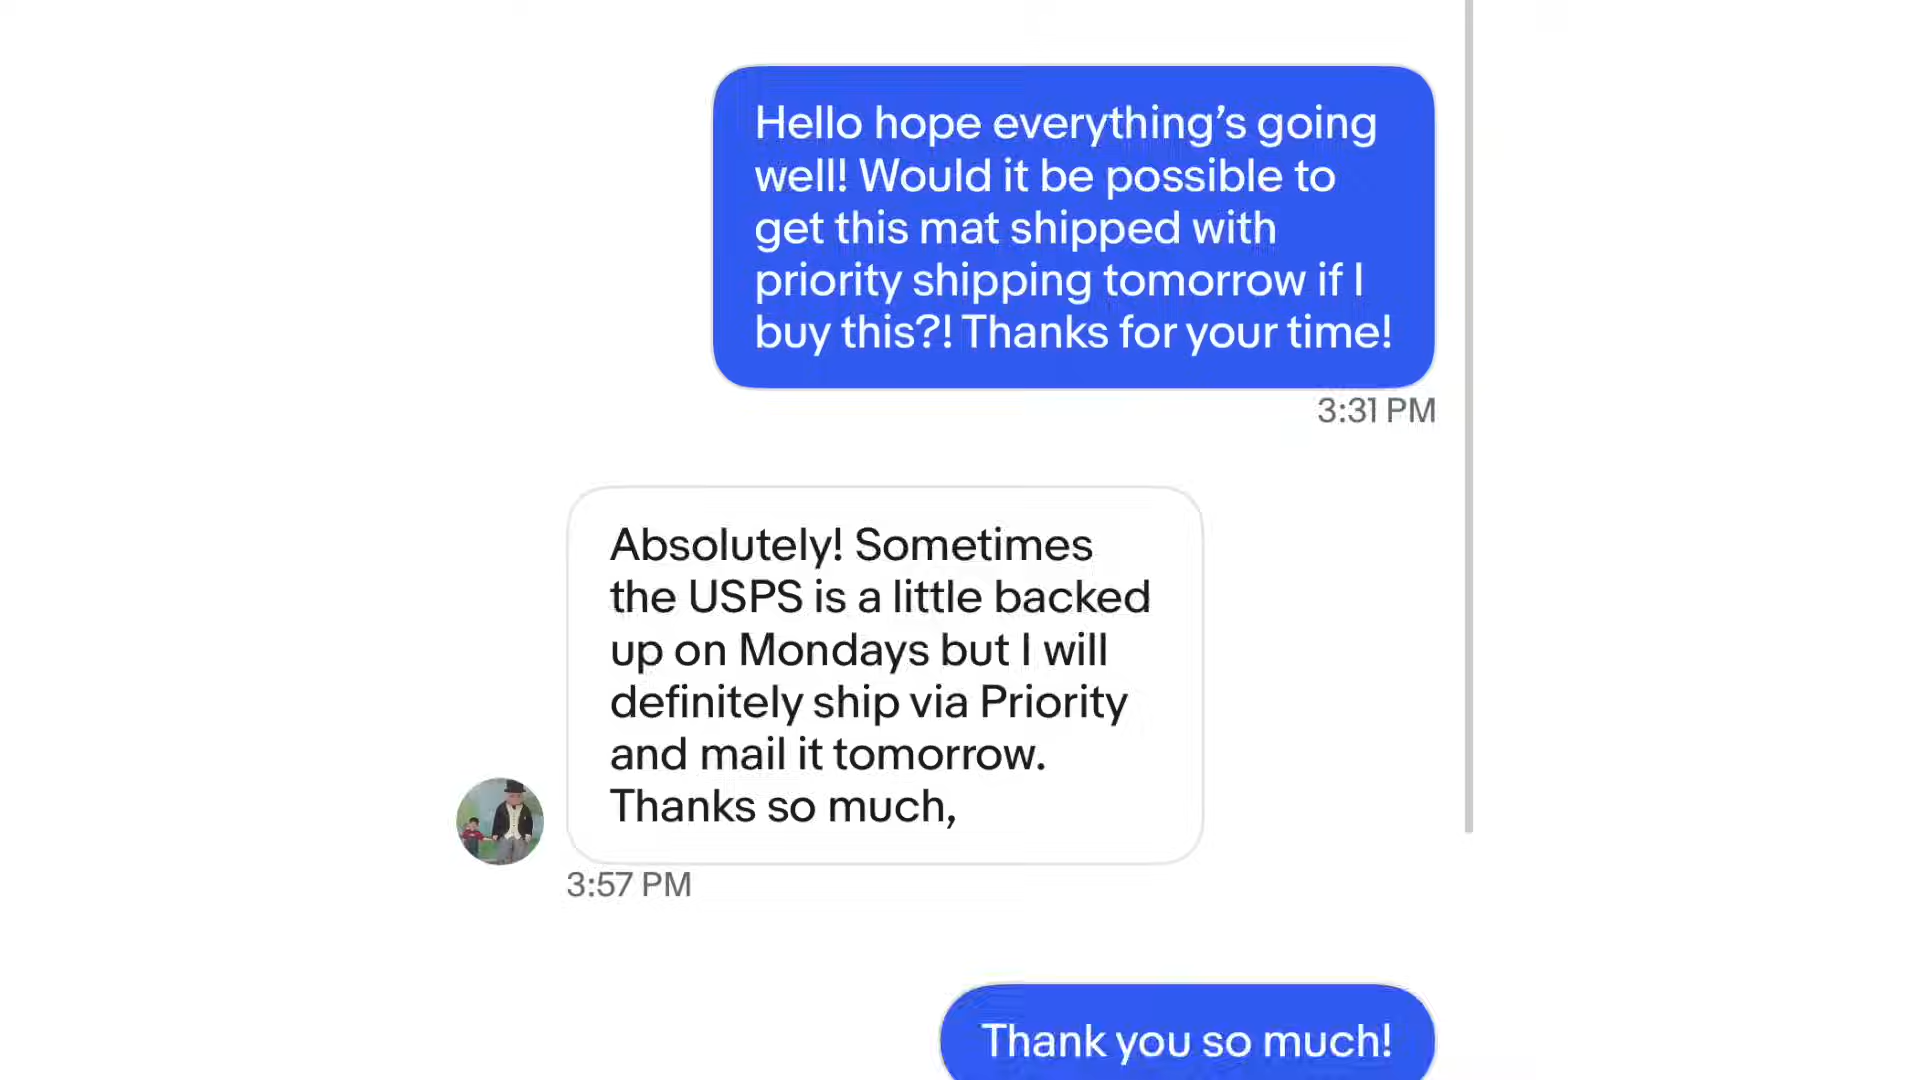 Hello hope everything’s going
well! Would it be possible to
get this mat shipped with
priority shipping tomorrow if I
buy this?! Thanks for your time!
3:31 PM
Absolutely! Sometimes
the USPS is a little backed
up on Mondays but I will
definitely ship via Priority
and mail it tomorrow.
Thanks so much,
3:57 PM
Thank you so much!